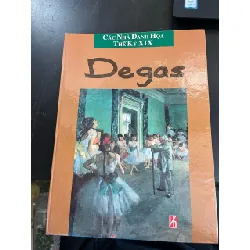 CÁC NHÀ DANH HỌA
THẾ KỶ XIX
Degas